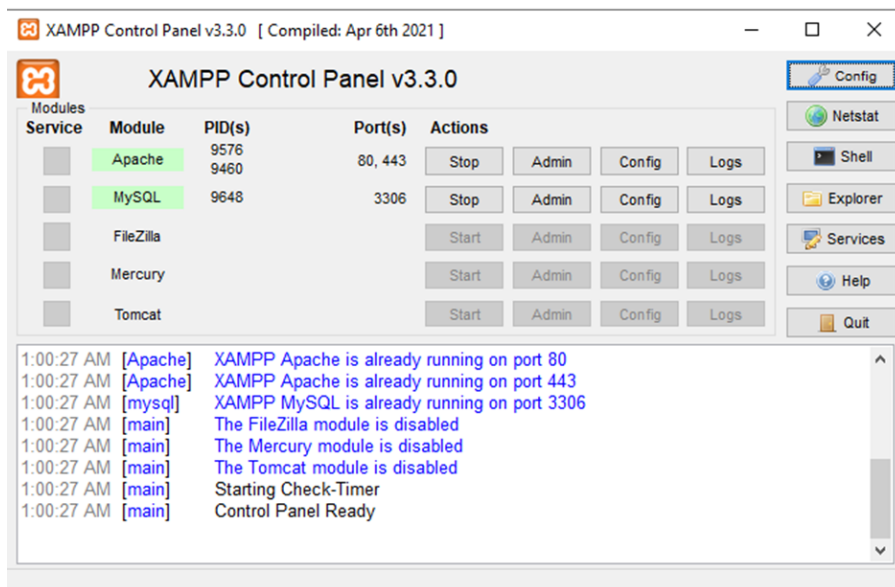 XAMPP Control Panel v3.3.0 [ Compiled: Apr 6th 2021 ]
XAMPP Control Panel v3.3.0
Config
Modules
Service Module PID(s) Port(s) Actions
Netstat
Apache 9576 9460 80, 443 Stop Admin Config Logs
Shell
MySQL 9648 3306 Stop Admin Config Logs
Explorer
FileZilla Start Admin Config Logs
Services
Mercury Start Admin Config Logs
Help
Tomcat Start Admin Config Logs
Quit
1:00:27 AM [Apache] XAMPP Apache is already running on port 80
1:00:27 AM [Apache] XAMPP Apache is already running on port 443
1:00:27 AM [mysql] XAMPP MySQL is already running on port 3306
1:00:27 AM [main] The FileZilla module is disabled
1:00:27 AM [main] The Mercury module is disabled
1:00:27 AM [main] The Tomcat module is disabled
1:00:27 AM [main] Starting Check-Timer
1:00:27 AM [main] Control Panel Ready